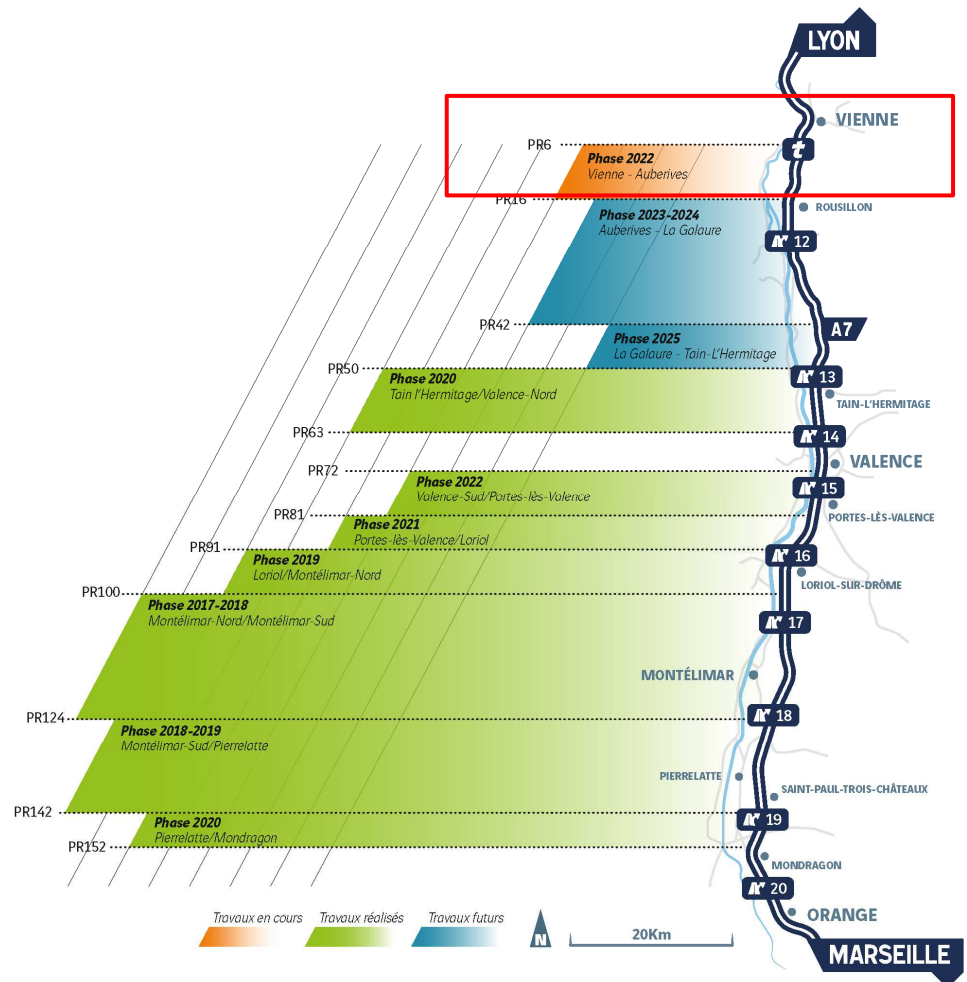 LYON
VIENNE
PR6
Phase 2022
Vienne - Auberives
PR16
ROUSILLON
Phase 2023-2024
Auberives - La Galaure
12
PR42
A7
Phase 2025
La Galaure - Tain-L'Hermitage
PR50
13
Phase 2020
Tain l'Hermitage/Valence-Nord
TAIN-L'HERMITAGE
PR63
14
VALENCE
PR72
Phase 2022
Valence-Sud/Portes-lès-Valence
15
PR81
PORTES-LÈS-VALENCE
Phase 2021
Portes-lès-Valence/Loriol
PR91
16
Phase 2019
Loriol/Montélimar-Nord
LORIOL-SUR-DRÔME
PR100
Phase 2017-2018
Montélimar-Nord/Montélimar-Sud
17
MONTÉLIMAR
PR124
18
Phase 2018-2019
Montélimar-Sud/Pierrelatte
PIERRELATTE
SAINT-PAUL-TROIS-CHÂTEAUX
PR142
19
Phase 2020
Pierrelatte/Mondragon
PR152
MONDRAGON
20
Travaux en cours
Travaux réalisés
Travaux futurs
N
20Km
ORANGE
MARSEILLE